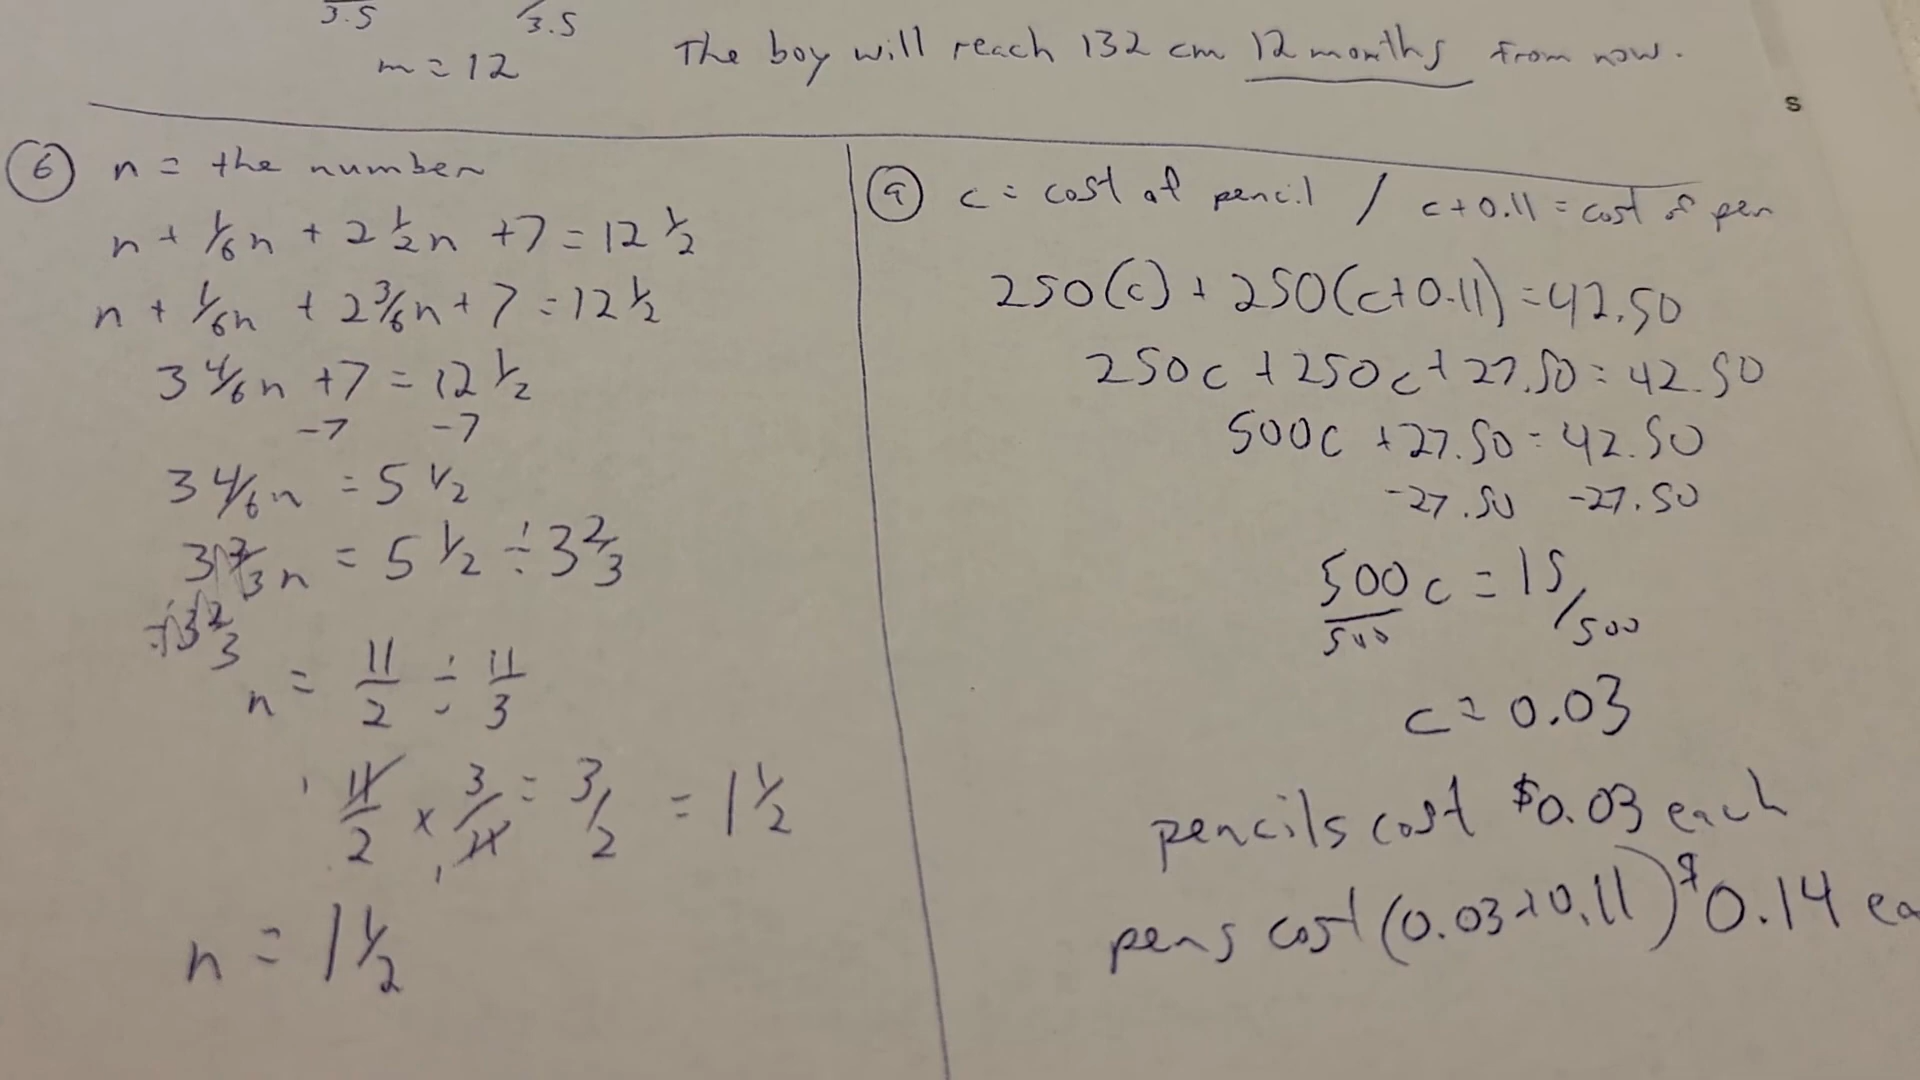 3.5 /3.5
m = 12
The boy will reach 132 cm 12 months from now.
s
⑥ n = the number
n + 1/6n + 2 1/2n + 7 = 12 1/2
n + 1/6n + 2 3/6n + 7 = 12 1/2
3 4/6n + 7 = 12 1/2
-7 -7
3 4/6n = 5 1/2
3 2/3n = 5 1/2 ÷ 3 2/3
÷3 2/3
n = 11/2 ÷ 11/3
1 11/2 × 3/11 1 = 3/2 = 1 1/2
n = 1 1/2
⑨ c = cost of pencil / c+0.11 = cost of pen
250(c) + 250(c+0.11) = 42.50
250c + 250c + 27.50 = 42.50
500c + 27.50 = 42.50
-27.50 -27.50
500c = 15/500
500
c = 0.03
pencils cost $0.03 each
pens cost (0.03+0.11) $0.14 ea